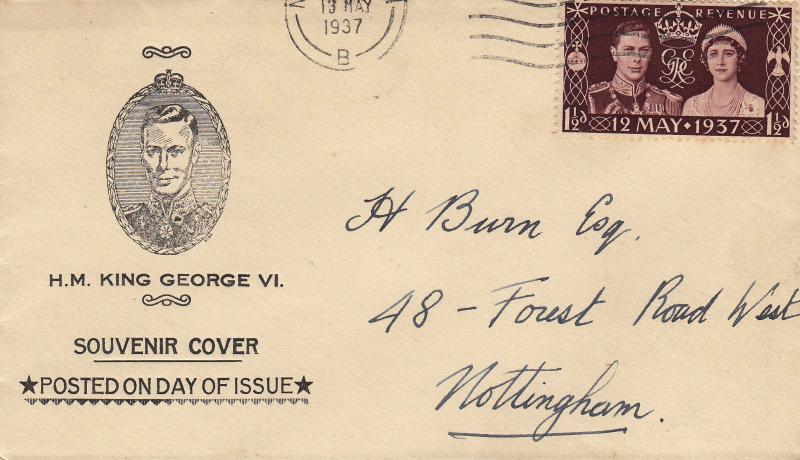 13 MAY
1937
B
POSTAGE REVENUE
GRE
1½d 12 MAY • 1937 1½d
H.M. KING GEORGE VI.
SOUVENIR COVER
★POSTED ON DAY OF ISSUE★
H Burn Esq.
48 – Forest Road West
Nottingham.